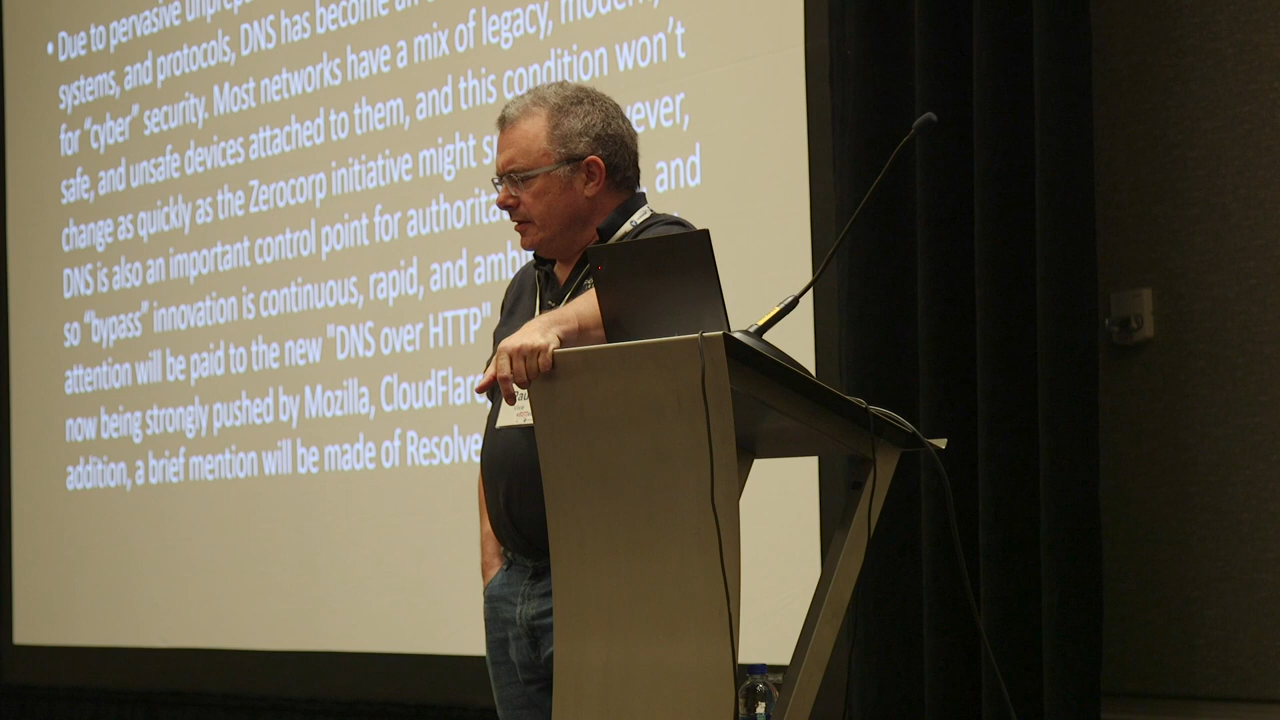 • Due to pervasive
systems, and protocols, DNS has become an
for “cyber” security. Most networks have a mix of legacy, modern,
safe, and unsafe devices attached to them, and this condition won’t
change as quickly as the Zerocorp initiative might
DNS is also an important control point for and
so “bypass” innovation is continuous, rapid, and
attention will be paid to the new "DNS over HTTP"
now being strongly pushed by Mozilla,
addition, a brief mention will be made of